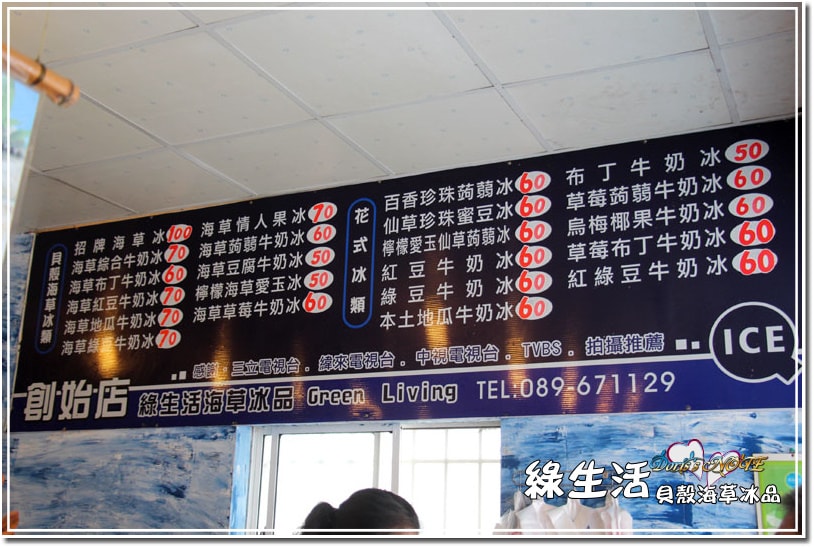 貝殼海草冰類
招牌海草冰 100
海草綜合牛奶冰 70
海草布丁牛奶冰 60
海草紅豆牛奶冰 70
海草地瓜牛奶冰 70
海草綠豆牛奶冰 70
海草情人果冰 70
海草蒟蒻牛奶冰 60
海草豆腐牛奶冰 50
檸檬海草愛玉冰 50
海草草莓牛奶冰 60
花式冰類
百香珍珠蒟蒻冰 60
仙草珍珠蜜豆冰 60
檸檬愛玉仙草蒟蒻冰 60
紅豆牛奶冰 60
綠豆牛奶冰 60
本土地瓜牛奶冰 60
布丁牛奶冰 50
草莓蒟蒻牛奶冰 60
烏梅椰果牛奶冰 60
草莓布丁牛奶冰 60
紅綠豆牛奶冰 60
感謝．三立電視台．緯來電視台．中視電視台．TVBS．拍攝推薦
ICE
創始店 綠生活海草冰品 Green Living TEL:089-671129
Doris's NOTE
綠生活 貝殼海草冰品